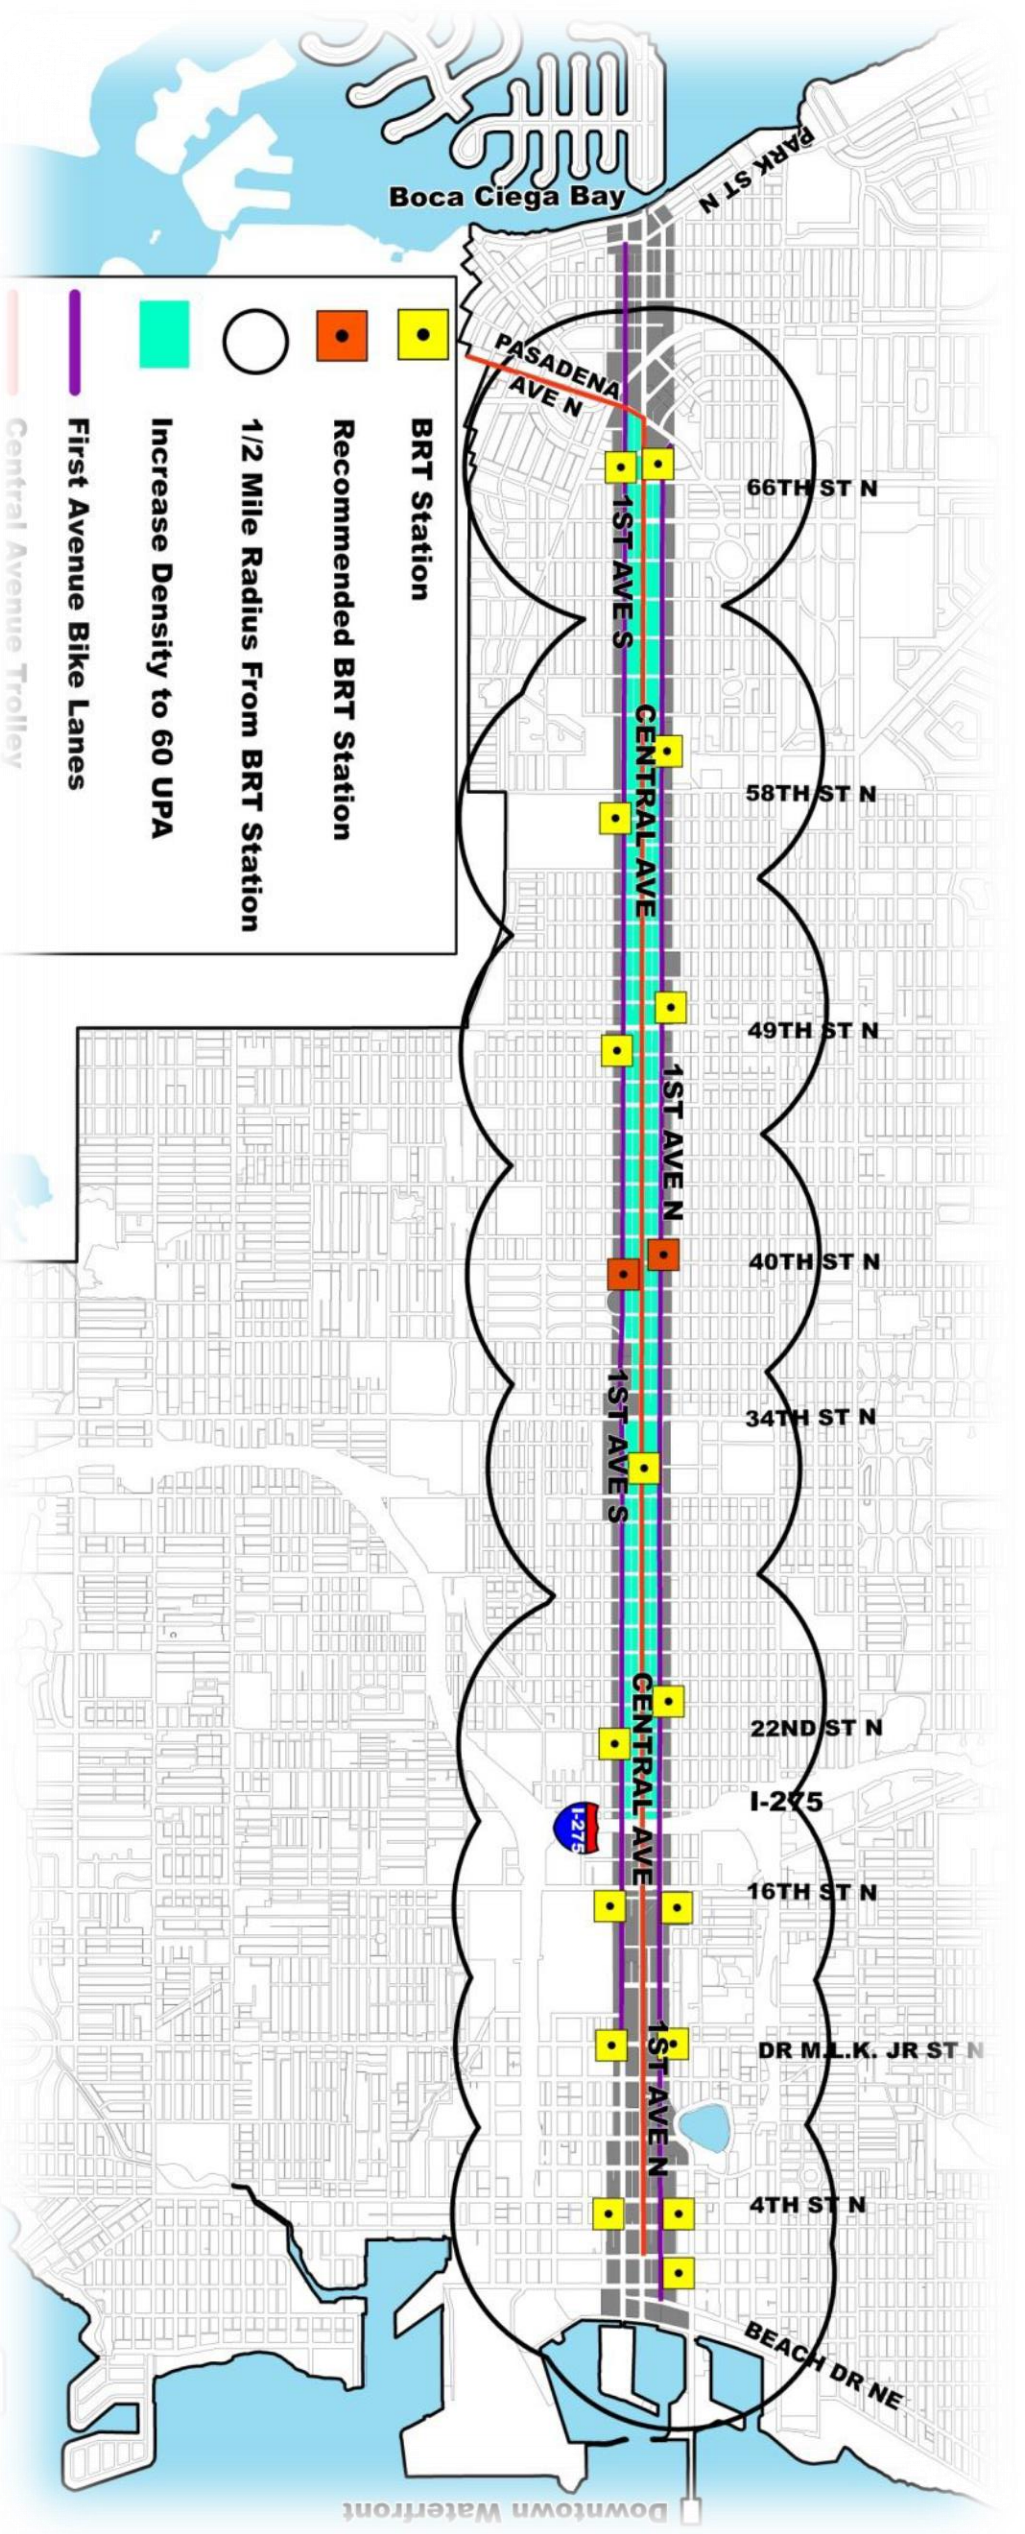 PARK ST N
Boca Ciega Bay
PASADENA
AVE N
66TH ST N
1ST AVE S
CENTRAL AVE
58TH ST N
49TH ST N
1ST AVE N
40TH ST N
34TH ST N
1ST AVE S
22ND ST N
CENTRAL AVE
I-275
I-275
16TH ST N
DR M.L.K. JR ST N
1ST AVE N
4TH ST N
BEACH DR NE
Downtown Waterfront
BRT Station
Recommended BRT Station
1/2 Mile Radius From BRT Station
Increase Density to 60 UPA
First Avenue Bike Lanes
Central Avenue Trolley